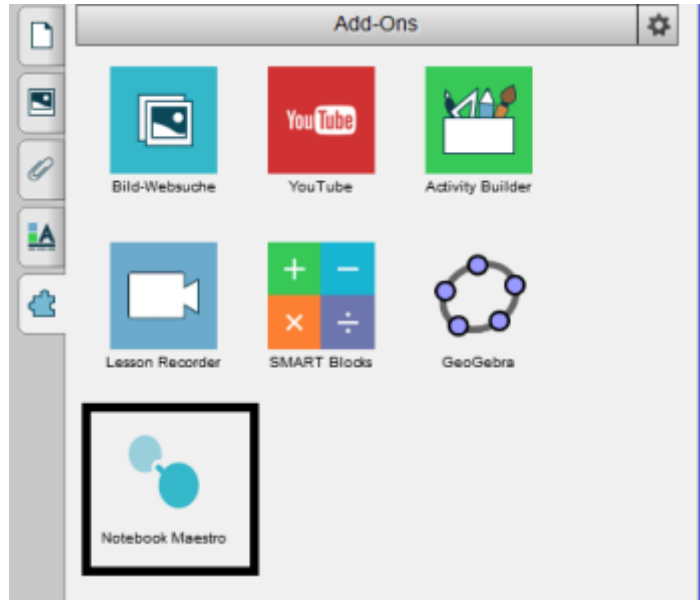 Add-Ons
You Tube
Bild-Websuche
YouTube
Activity Builder
+ −
× ÷
Lesson Recorder
SMART Blocks
GeoGebra
Notebook Maestro